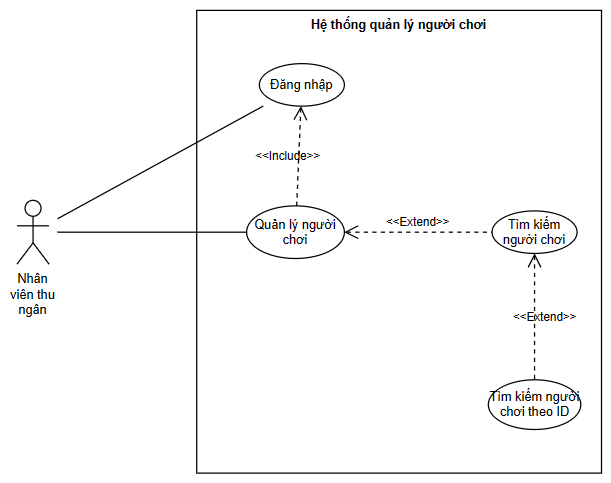 Hệ thống quản lý người chơi
Đăng nhập
<<Include>>
Quản lý người
chơi
<<Extend>>
Tìm kiếm
người chơi
Nhân
viên thu
ngân
<<Extend>>
Tìm kiếm người
chơi theo ID